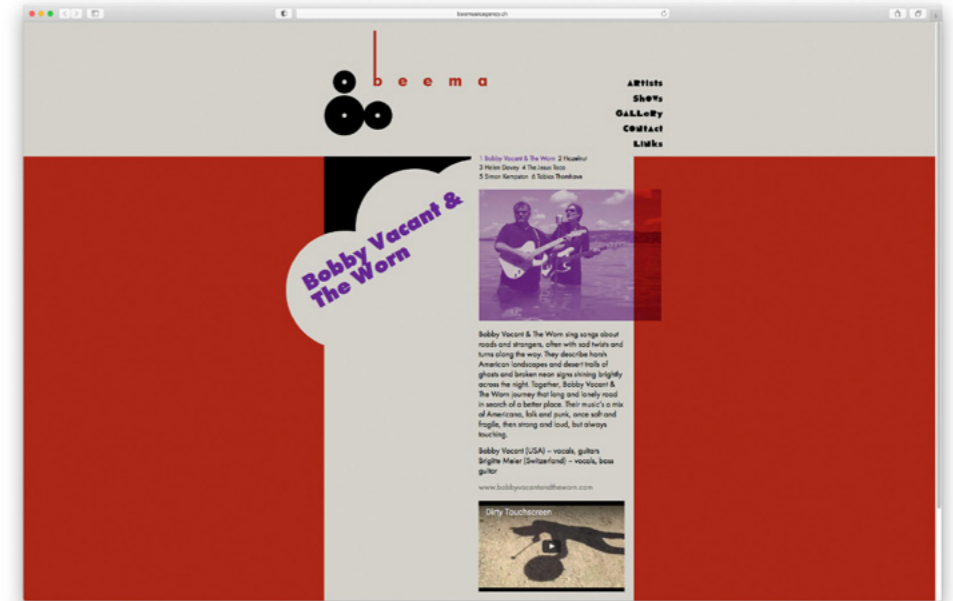 beemusicagency.ch
beema
Artists
Shows
Gallery
Contact
Links
1 Bobby Vacant & The Worn 2 Hazelnut
3 Helen Davey 4 The Jesus Taco
5 Simon Kempston 6 Tobias Thomhave
Bobby Vacant &
The Worn
Bobby Vacant & The Worn sing songs about
roads and strangers, often with sad twists and
turns along the way. They describe harsh
American landscapes and desert trails of
ghosts and broken neon signs shining brightly
across the night. Together, Bobby Vacant &
The Worn journey that long and lonely road
in search of a better place. Their music's a mix
of Americana, folk and punk, once soft and
fragile, then strong and loud, but always
touching.
Bobby Vacant (USA) – vocals, guitars
Brigitte Meier (Switzerland) – vocals, bass
guitar
www.bobbyvacantandtheworn.com
Dirty Touchscreen